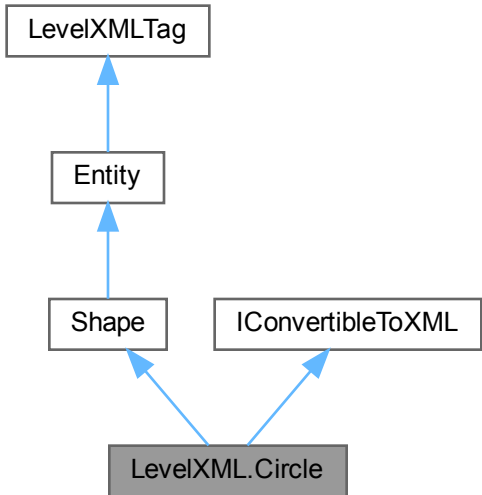 LevelXMLTag
Entity
Shape
IConvertibleToXML
LevelXML.Circle